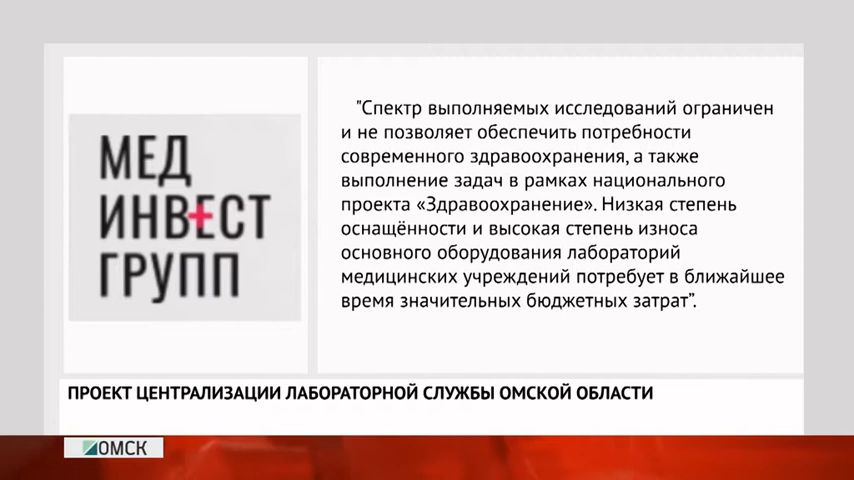 МЕД
ИНВЕСТ
ГРУПП
"Спектр выполняемых исследований ограничен
и не позволяет обеспечить потребности
современного здравоохранения, а также
выполнение задач в рамках национального
проекта «Здравоохранение». Низкая степень
оснащённости и высокая степень износа
основного оборудования лабораторий
медицинских учреждений потребует в ближайшее
время значительных бюджетных затрат”.
ПРОЕКТ ЦЕНТРАЛИЗАЦИИ ЛАБОРАТОРНОЙ СЛУЖБЫ ОМСКОЙ ОБЛАСТИ
ОМСК